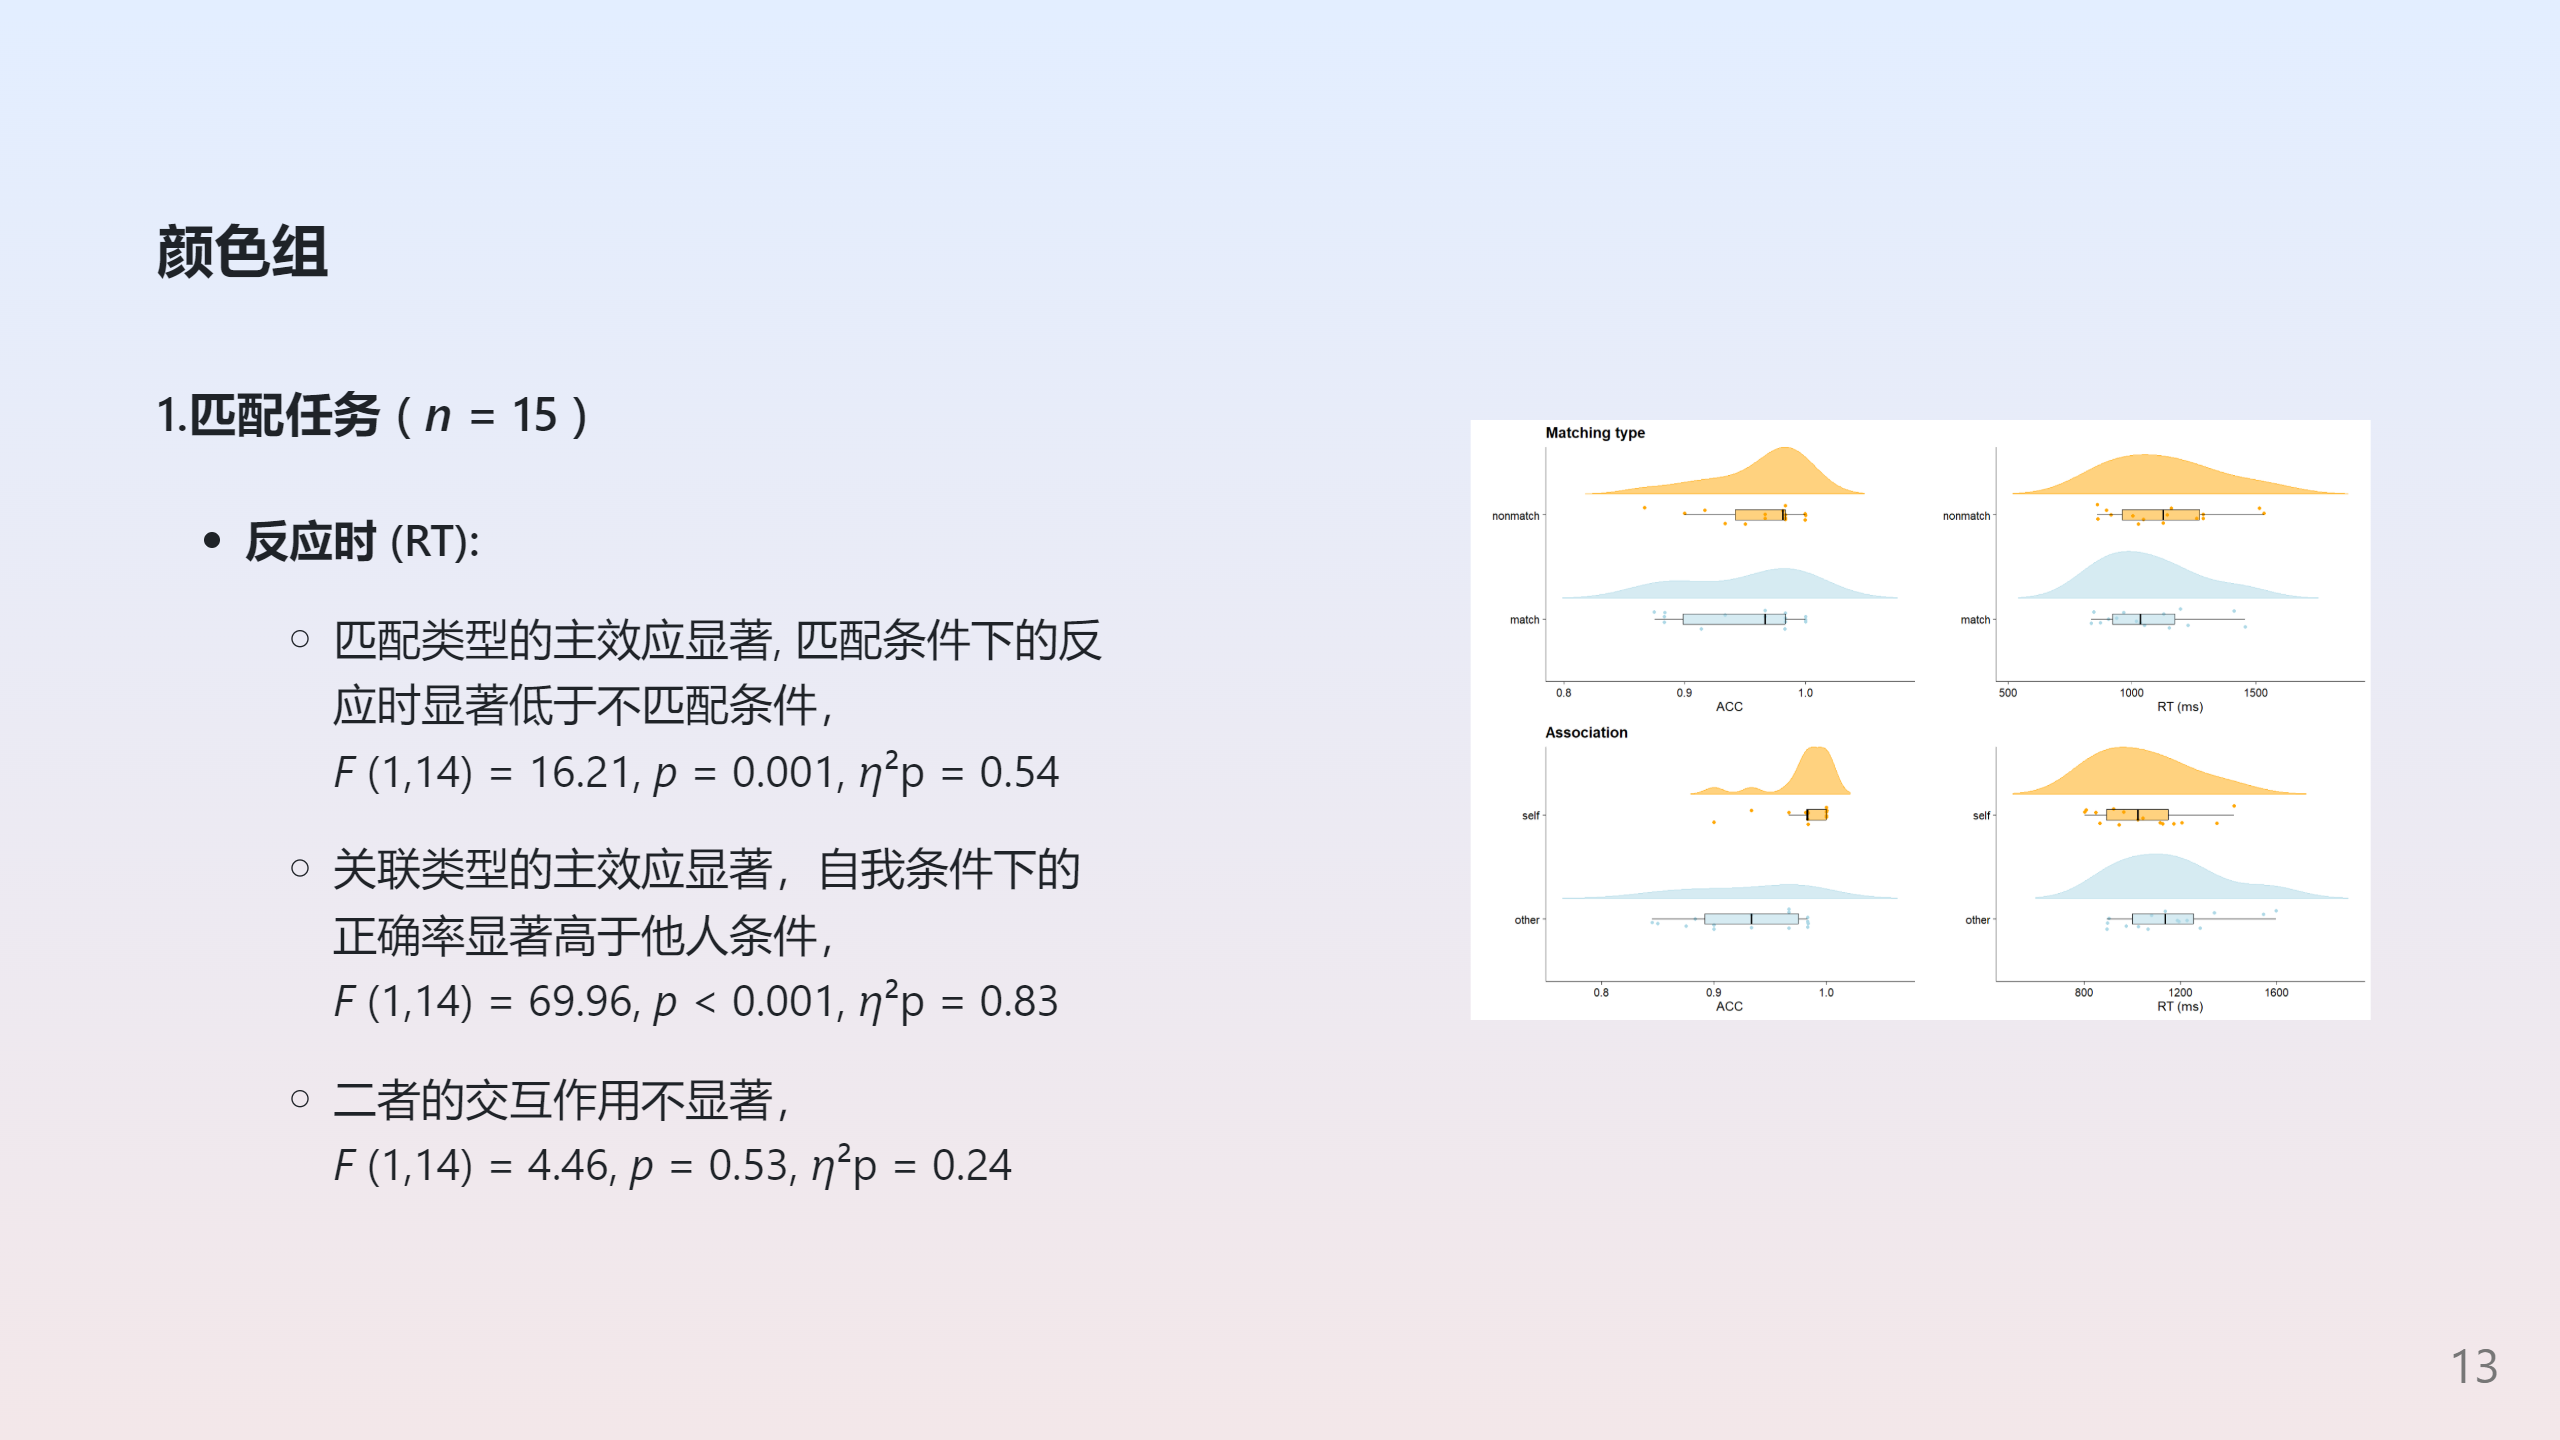 颜色组
1.匹配任务 ( n = 15 )
反应时 (RT):
匹配类型的主效应显著, 匹配条件下的反
应时显著低于不匹配条件，
F (1,14) = 16.21, p = 0.001, η²p = 0.54
关联类型的主效应显著，自我条件下的
正确率显著高于他人条件，
F (1,14) = 69.96, p < 0.001, η²p = 0.83
二者的交互作用不显著，
F (1,14) = 4.46, p = 0.53, η²p = 0.24
Matching type
nonmatch
match
0.8 0.9 1.0
ACC
nonmatch
match
500 1000 1500
RT (ms)
Association
self
other
0.8 0.9 1.0
ACC
self
other
800 1200 1600
RT (ms)
13